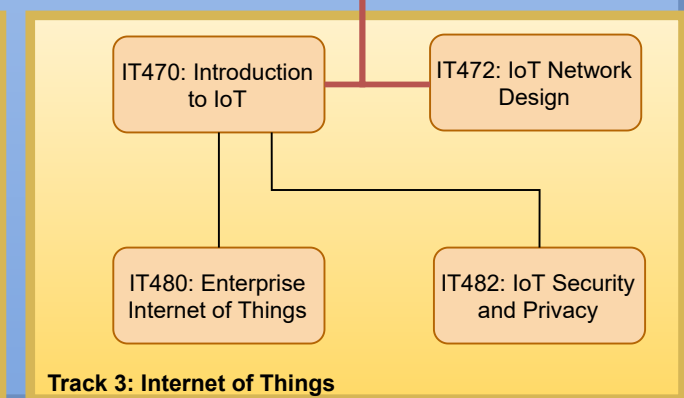 IT470: Introduction
to IoT
IT472: IoT Network
Design
IT480: Enterprise
Internet of Things
IT482: IoT Security
and Privacy
Track 3: Internet of Things